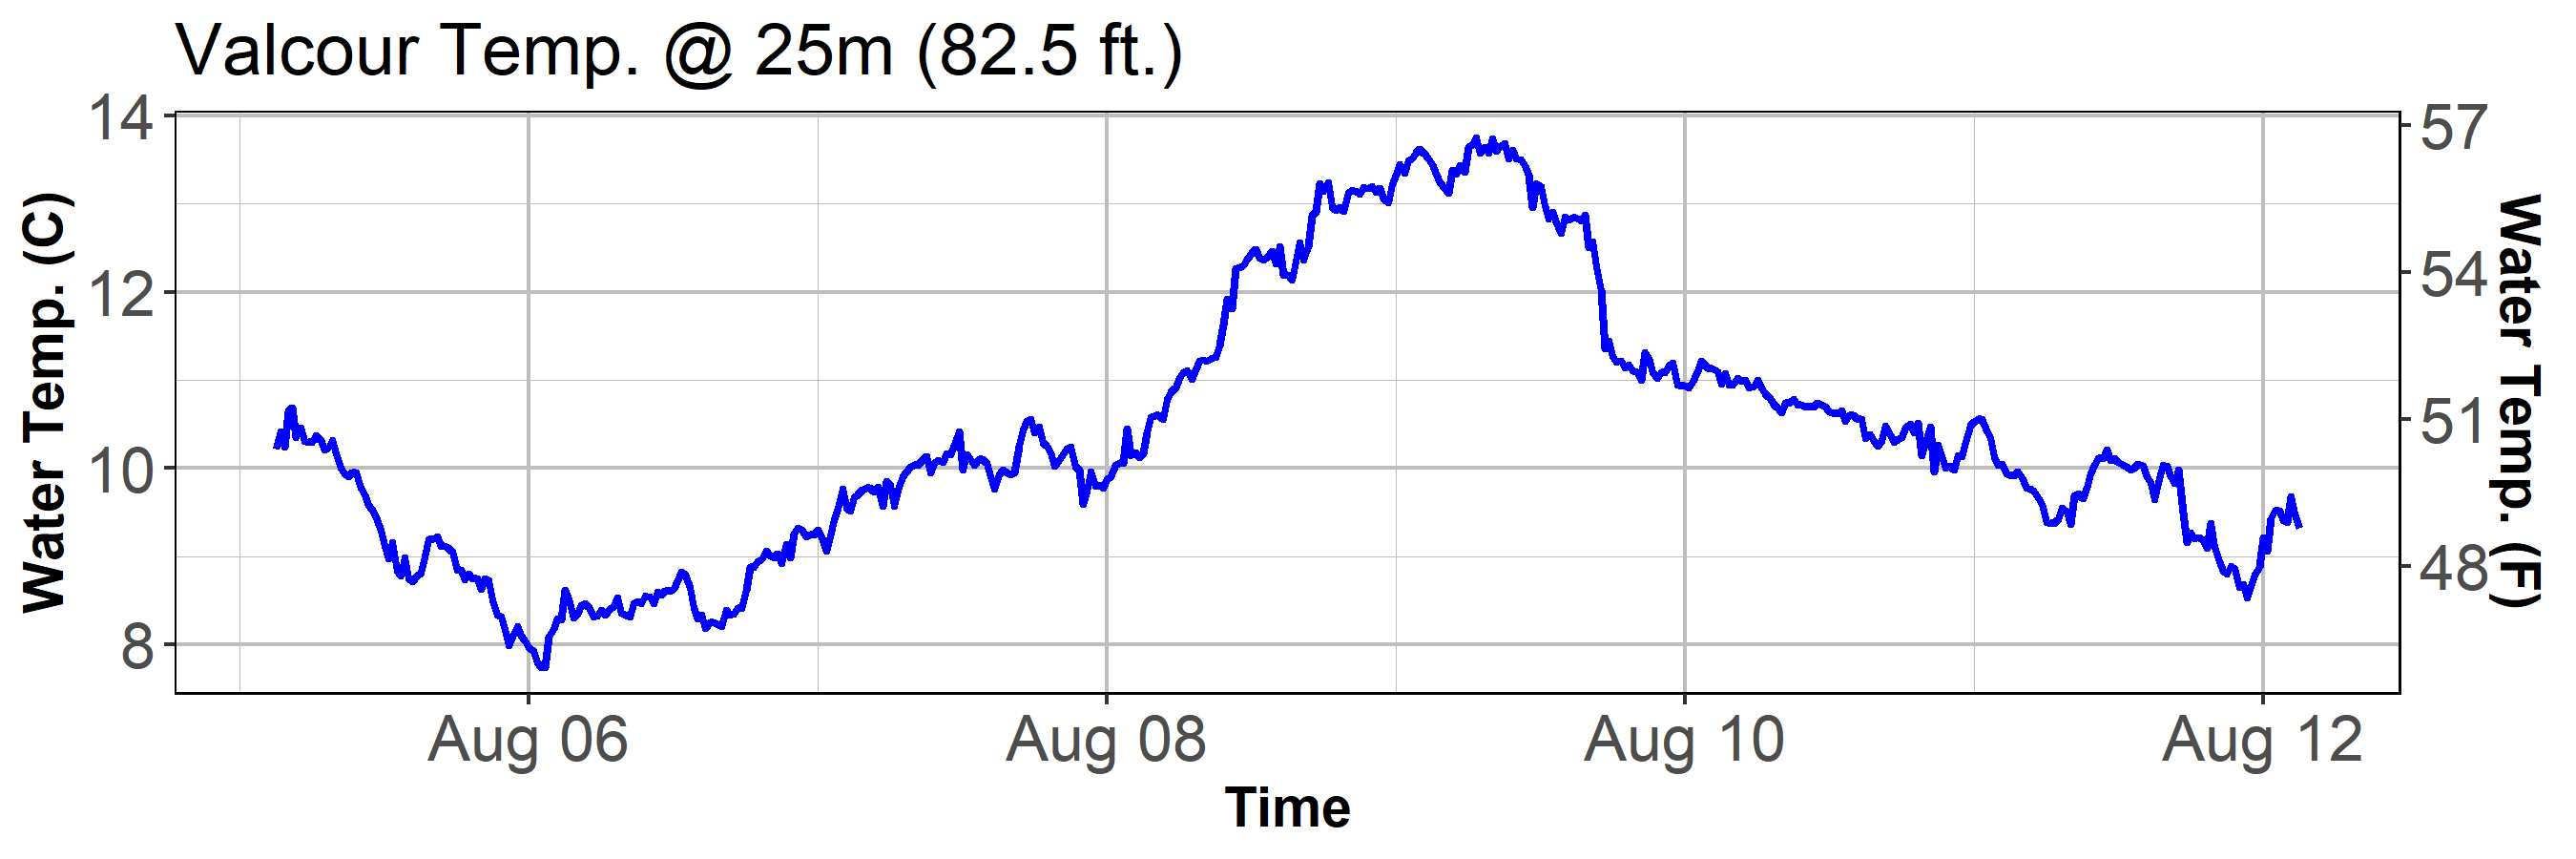 Valcour Temp. @ 25m (82.5 ft.)
Water Temp. (C)
14
12
10
8
57
54
51
48
Water Temp. (F)
Aug 06
Aug 08
Aug 10
Aug 12
Time